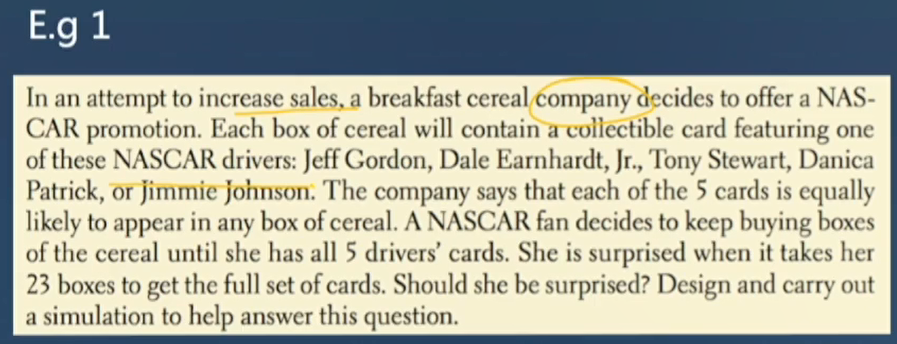 E.g 1
In an attempt to increase sales, a breakfast cereal company decides to offer a NAS-
CAR promotion. Each box of cereal will contain a collectible card featuring one
of these NASCAR drivers: Jeff Gordon, Dale Earnhardt, Jr., Tony Stewart, Danica
Patrick, or Jimmie Johnson. The company says that each of the 5 cards is equally
likely to appear in any box of cereal. A NASCAR fan decides to keep buying boxes
of the cereal until she has all 5 drivers' cards. She is surprised when it takes her
23 boxes to get the full set of cards. Should she be surprised? Design and carry out
a simulation to help answer this question.